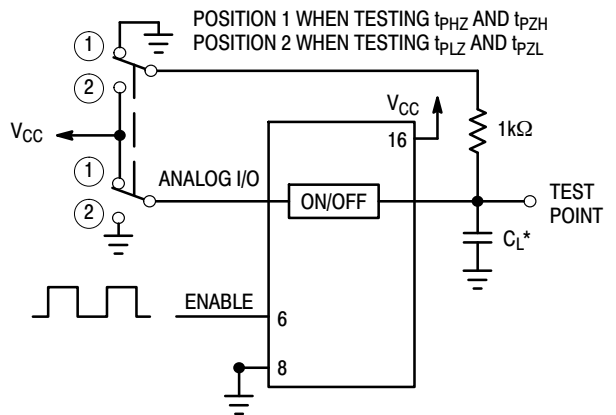 POSITION 1 WHEN TESTING tPHZ AND tPZH
POSITION 2 WHEN TESTING tPLZ AND tPZL
1
2
VCC
VCC
16
1kΩ
1
2
ANALOG I/O
ON/OFF
TEST
POINT
CL*
ENABLE
6
8